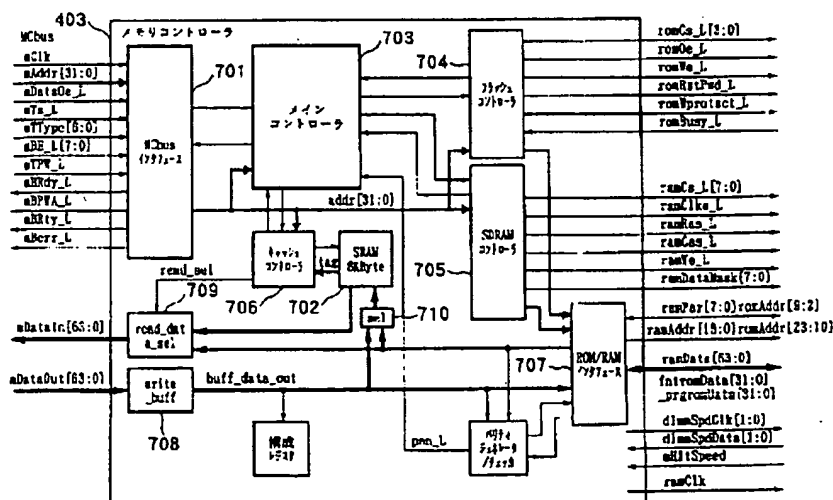 403
メモリコントローラ
MCbus
mClk
mAddr[31:0]
mDataOe_L
mTs_L
mTType[6:0]
mBE_L[7:0]
mTPW_L
mBRdy_L
mBPWA_L
mBRty_L
mBerr_L
701
MCbus
インタフェース
703
メイン
コントローラ
704
フラッシュ
コントローラ
romCs_L[3:0]
romOe_L
romWe_L
romRstPwd_L
romWprotect_L
romBusy_L
addr[31:0]
SDRAM
コントローラ
705
ramCs_L[7:0]
ramCke_L
ramRas_L
ramCas_L
ramWe_L
ramDataMask[7:0]
キャッシュ
コントローラ
706
tag
SRAM
8KByte
702
read_sel
709
read_dat
a_sel
mDataIn[63:0]
sel
710
707
ROM/RAM
インタフェース
ramPar[7:0]romAddr[9:2]
ramAddr[13:0]romAddr[23:10]
ramData[63:0]
fntromData[31:0]
_prgromData[31:0]
mDataOut[63:0]
write
_buff
708
buff_data_out
構成
レジスタ
pen_L
パリティ
ジェネレータ
/チェッカ
dimmSpdClk[1:0]
dimmSpdData[1:0]
mHltSpeed
ramClk